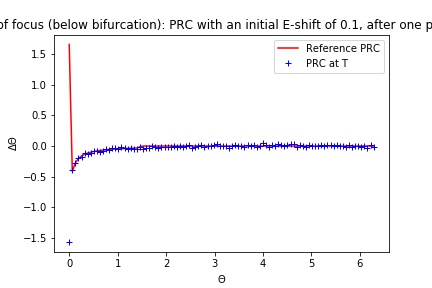 of focus (below bifurcation): PRC with an initial E-shift of 0.1, after one p
Reference PRC
PRC at T
1.5
1.0
0.5
0.0
−0.5
−1.0
−1.5
ΔΘ
0 1 2 3 4 5 6
Θ